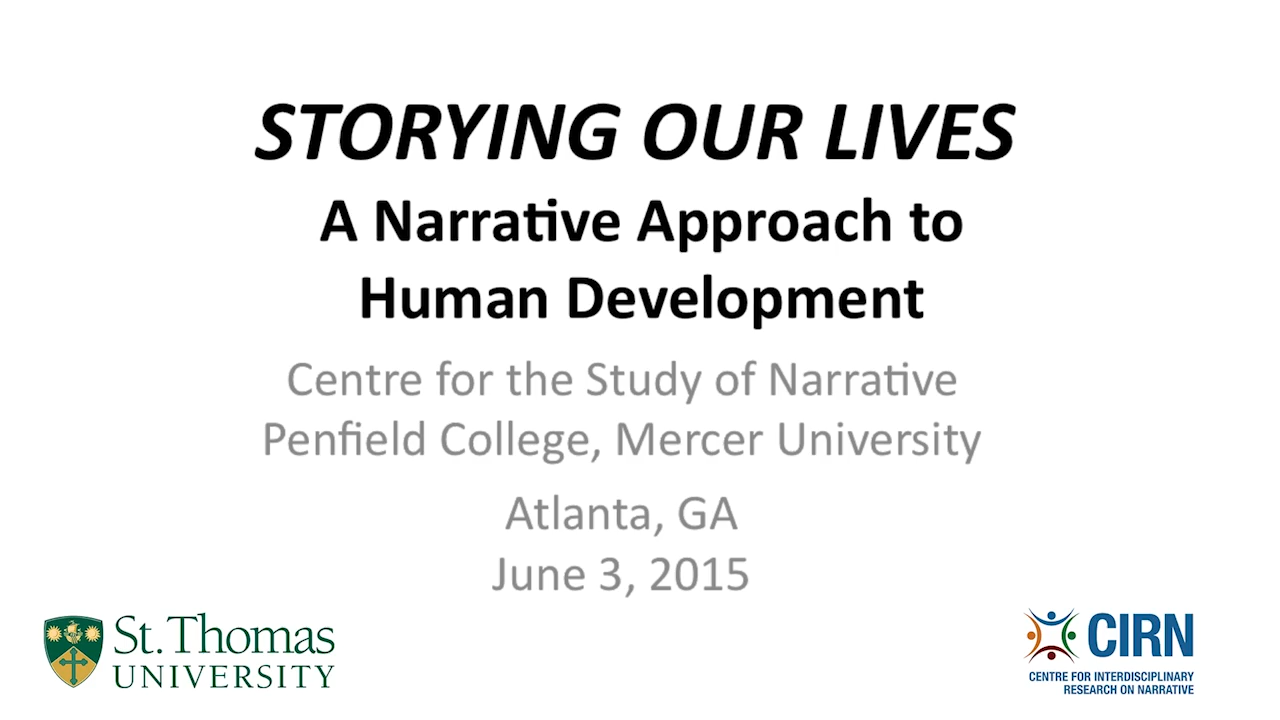 STORYING OUR LIVES
A Narrative Approach to
Human Development
Centre for the Study of Narrative
Penfield College, Mercer University
Atlanta, GA
June 3, 2015
St. Thomas
UNIVERSITY
CIRN
CENTRE FOR INTERDISCIPLINARY
RESEARCH ON NARRATIVE